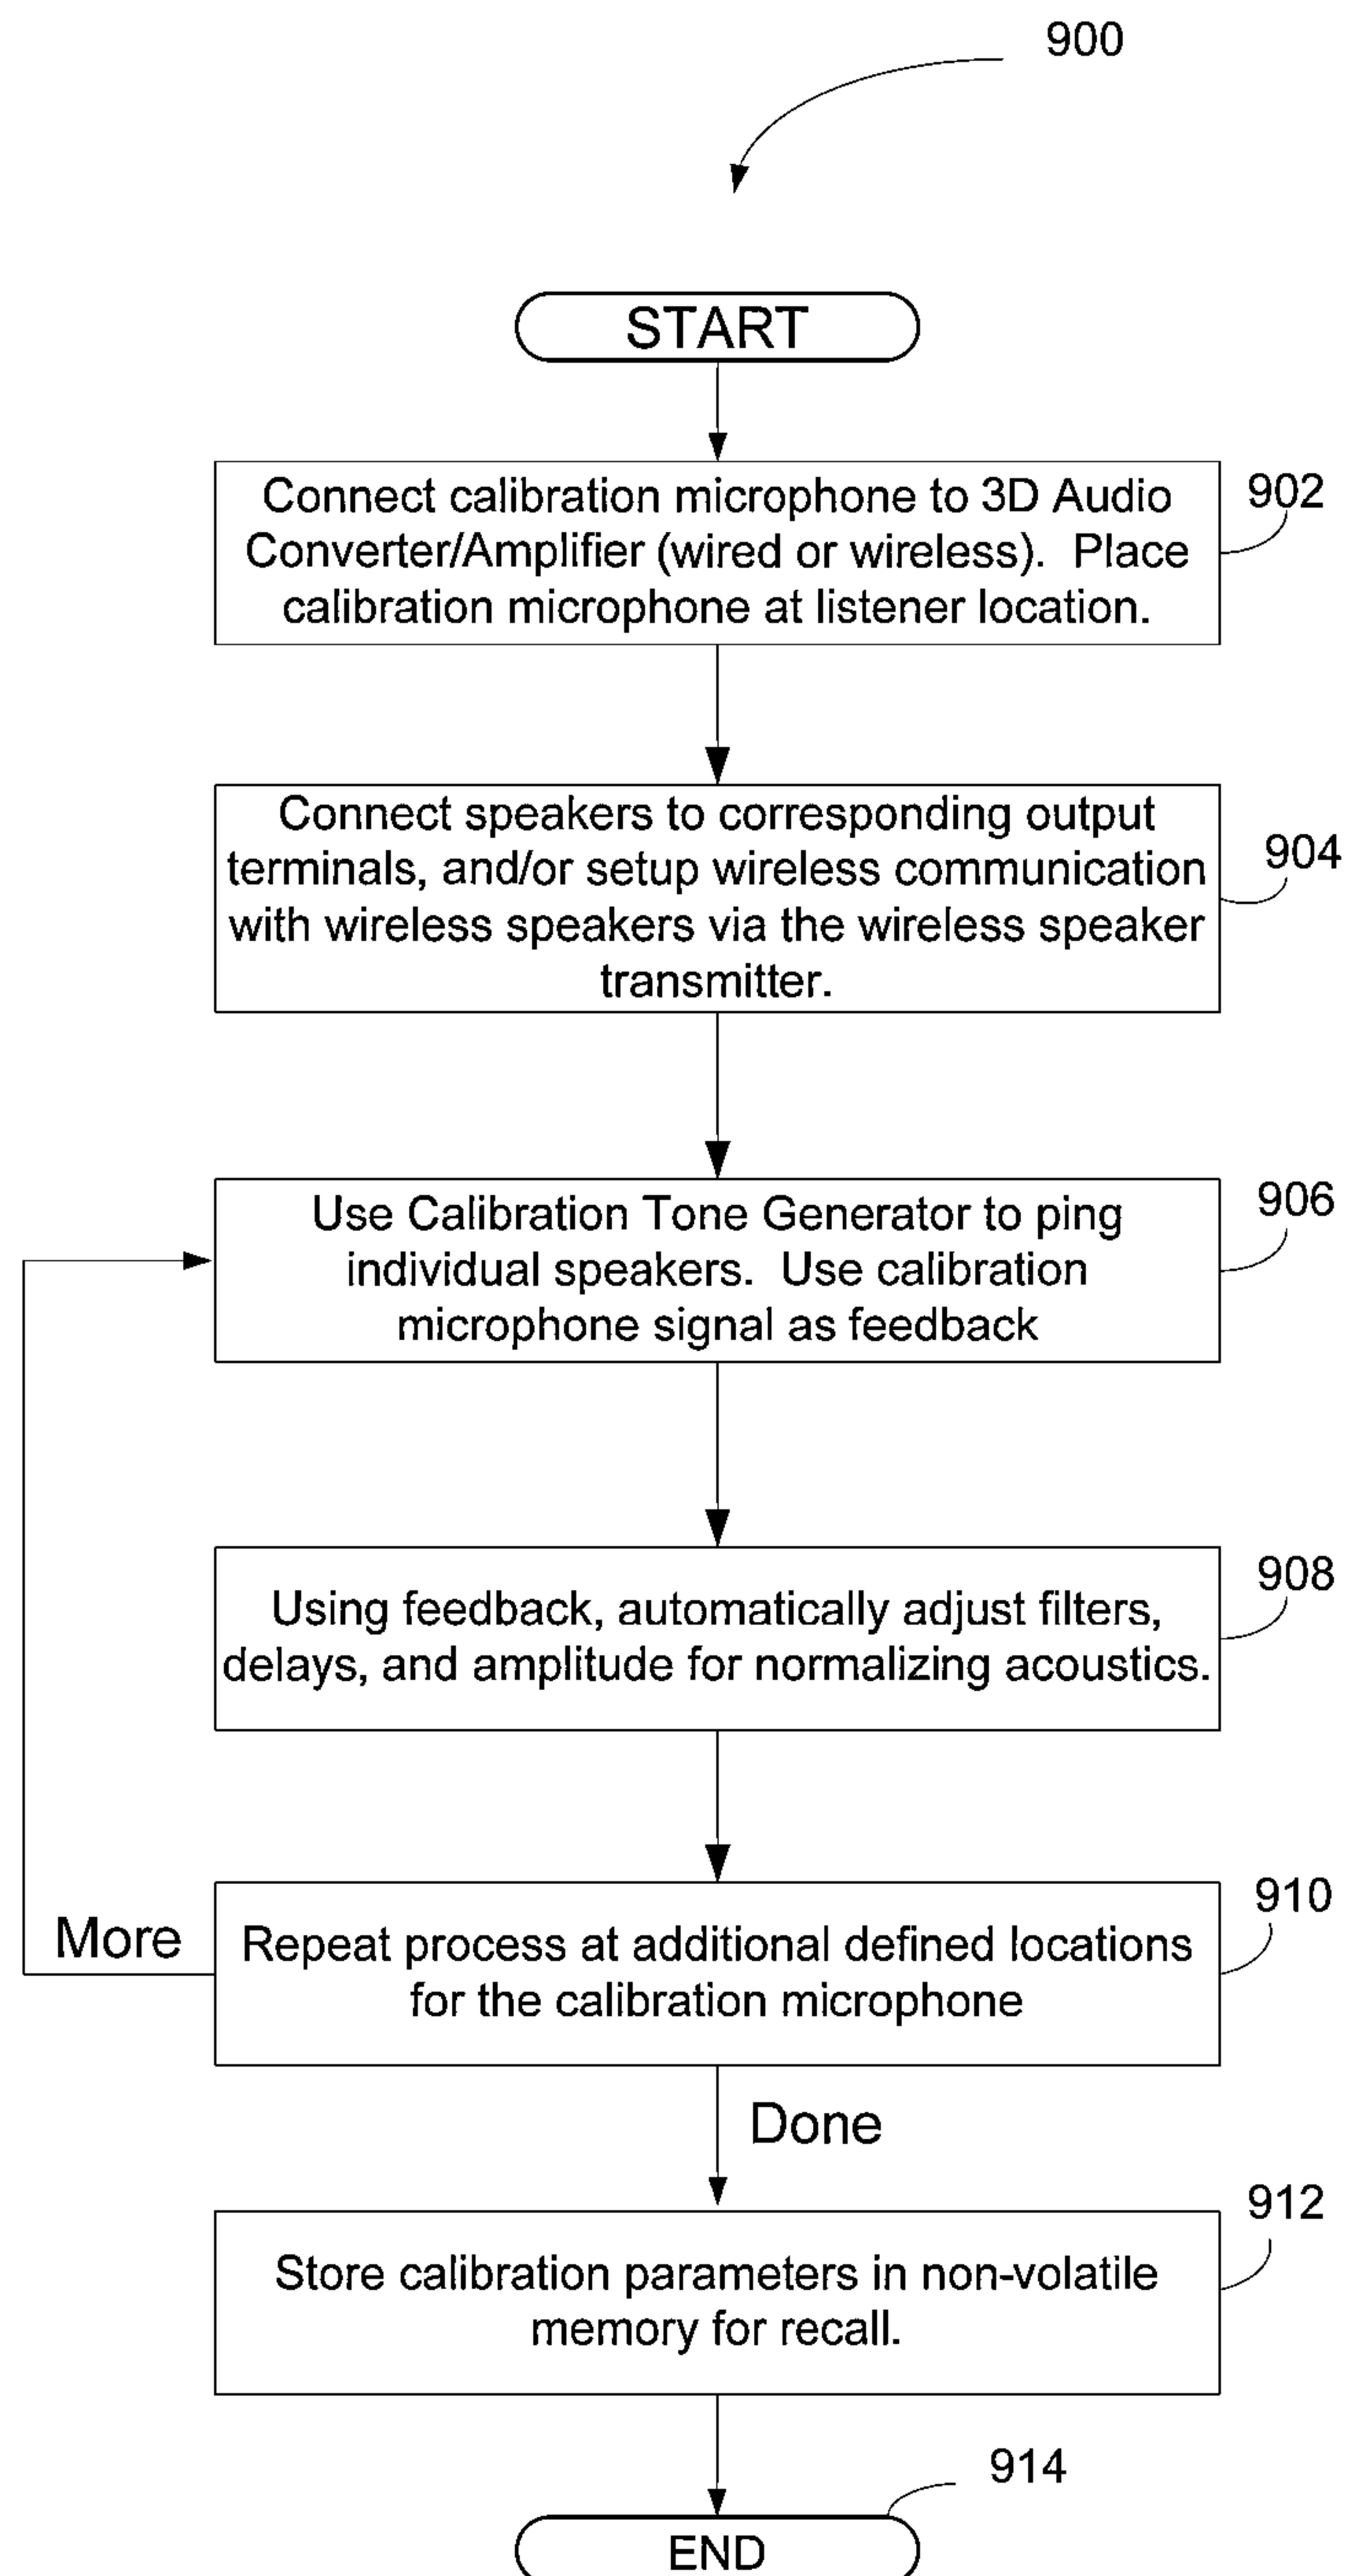 900
START
Connect calibration microphone to 3D Audio
Converter/Amplifier (wired or wireless).  Place
calibration microphone at listener location.
902
Connect speakers to corresponding output
terminals, and/or setup wireless communication
with wireless speakers via the wireless speaker
transmitter.
904
Use Calibration Tone Generator to ping
individual speakers.  Use calibration
microphone signal as feedback
906
Using feedback, automatically adjust filters,
delays, and amplitude for normalizing acoustics.
908
More
Repeat process at additional defined locations
for the calibration microphone
910
Done
Store calibration parameters in non-volatile
memory for recall.
912
914
END